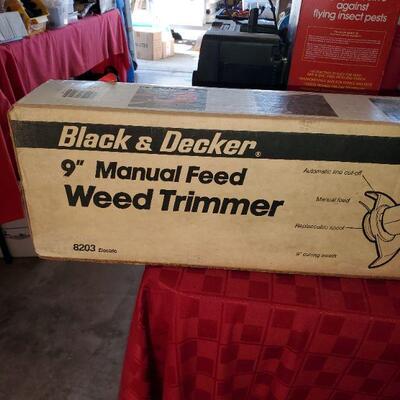 against
flying insect pests
Black & Decker®
9" Manual Feed
Weed Trimmer
8203 Electric
Automatic line cut-off
Manual feed
Replaceable spool
9" cutting swath